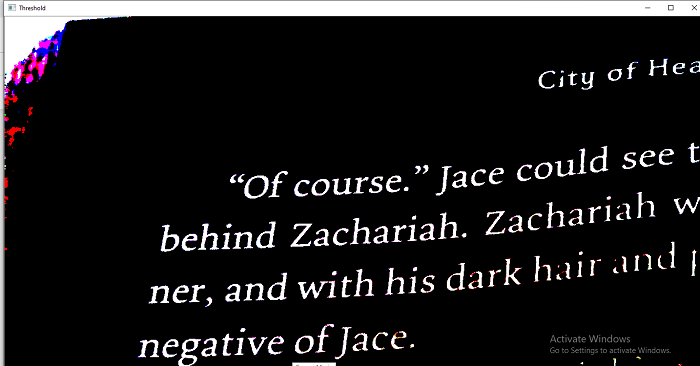 Threshold
City of Hea
“Of course.” Jace could see t
behind Zachariah. Zachariah w
ner, and with his dark hair and p
negative of Jace.
Activate Windows
Go to Settings to activate Windows.